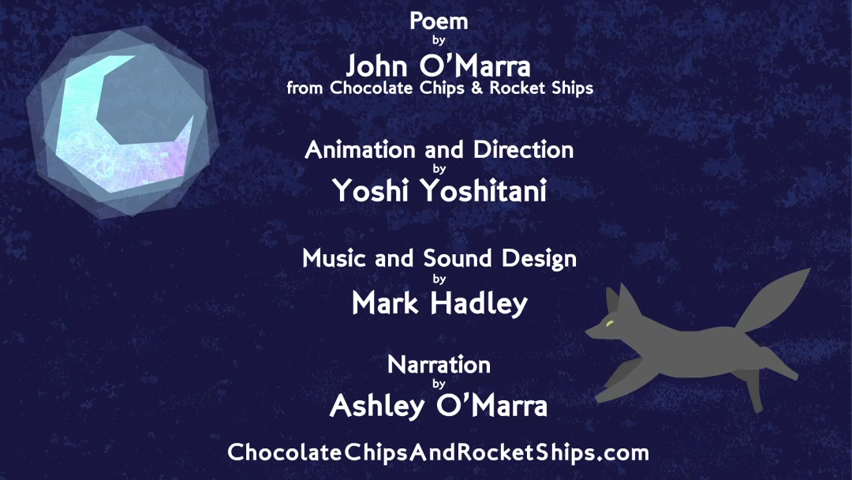 Poem
by
John O'Marra
from Chocolate Chips & Rocket Ships
Animation and Direction
by
Yoshi Yoshitani
Music and Sound Design
by
Mark Hadley
Narration
by
Ashley O'Marra
ChocolateChipsAndRocketShips.com